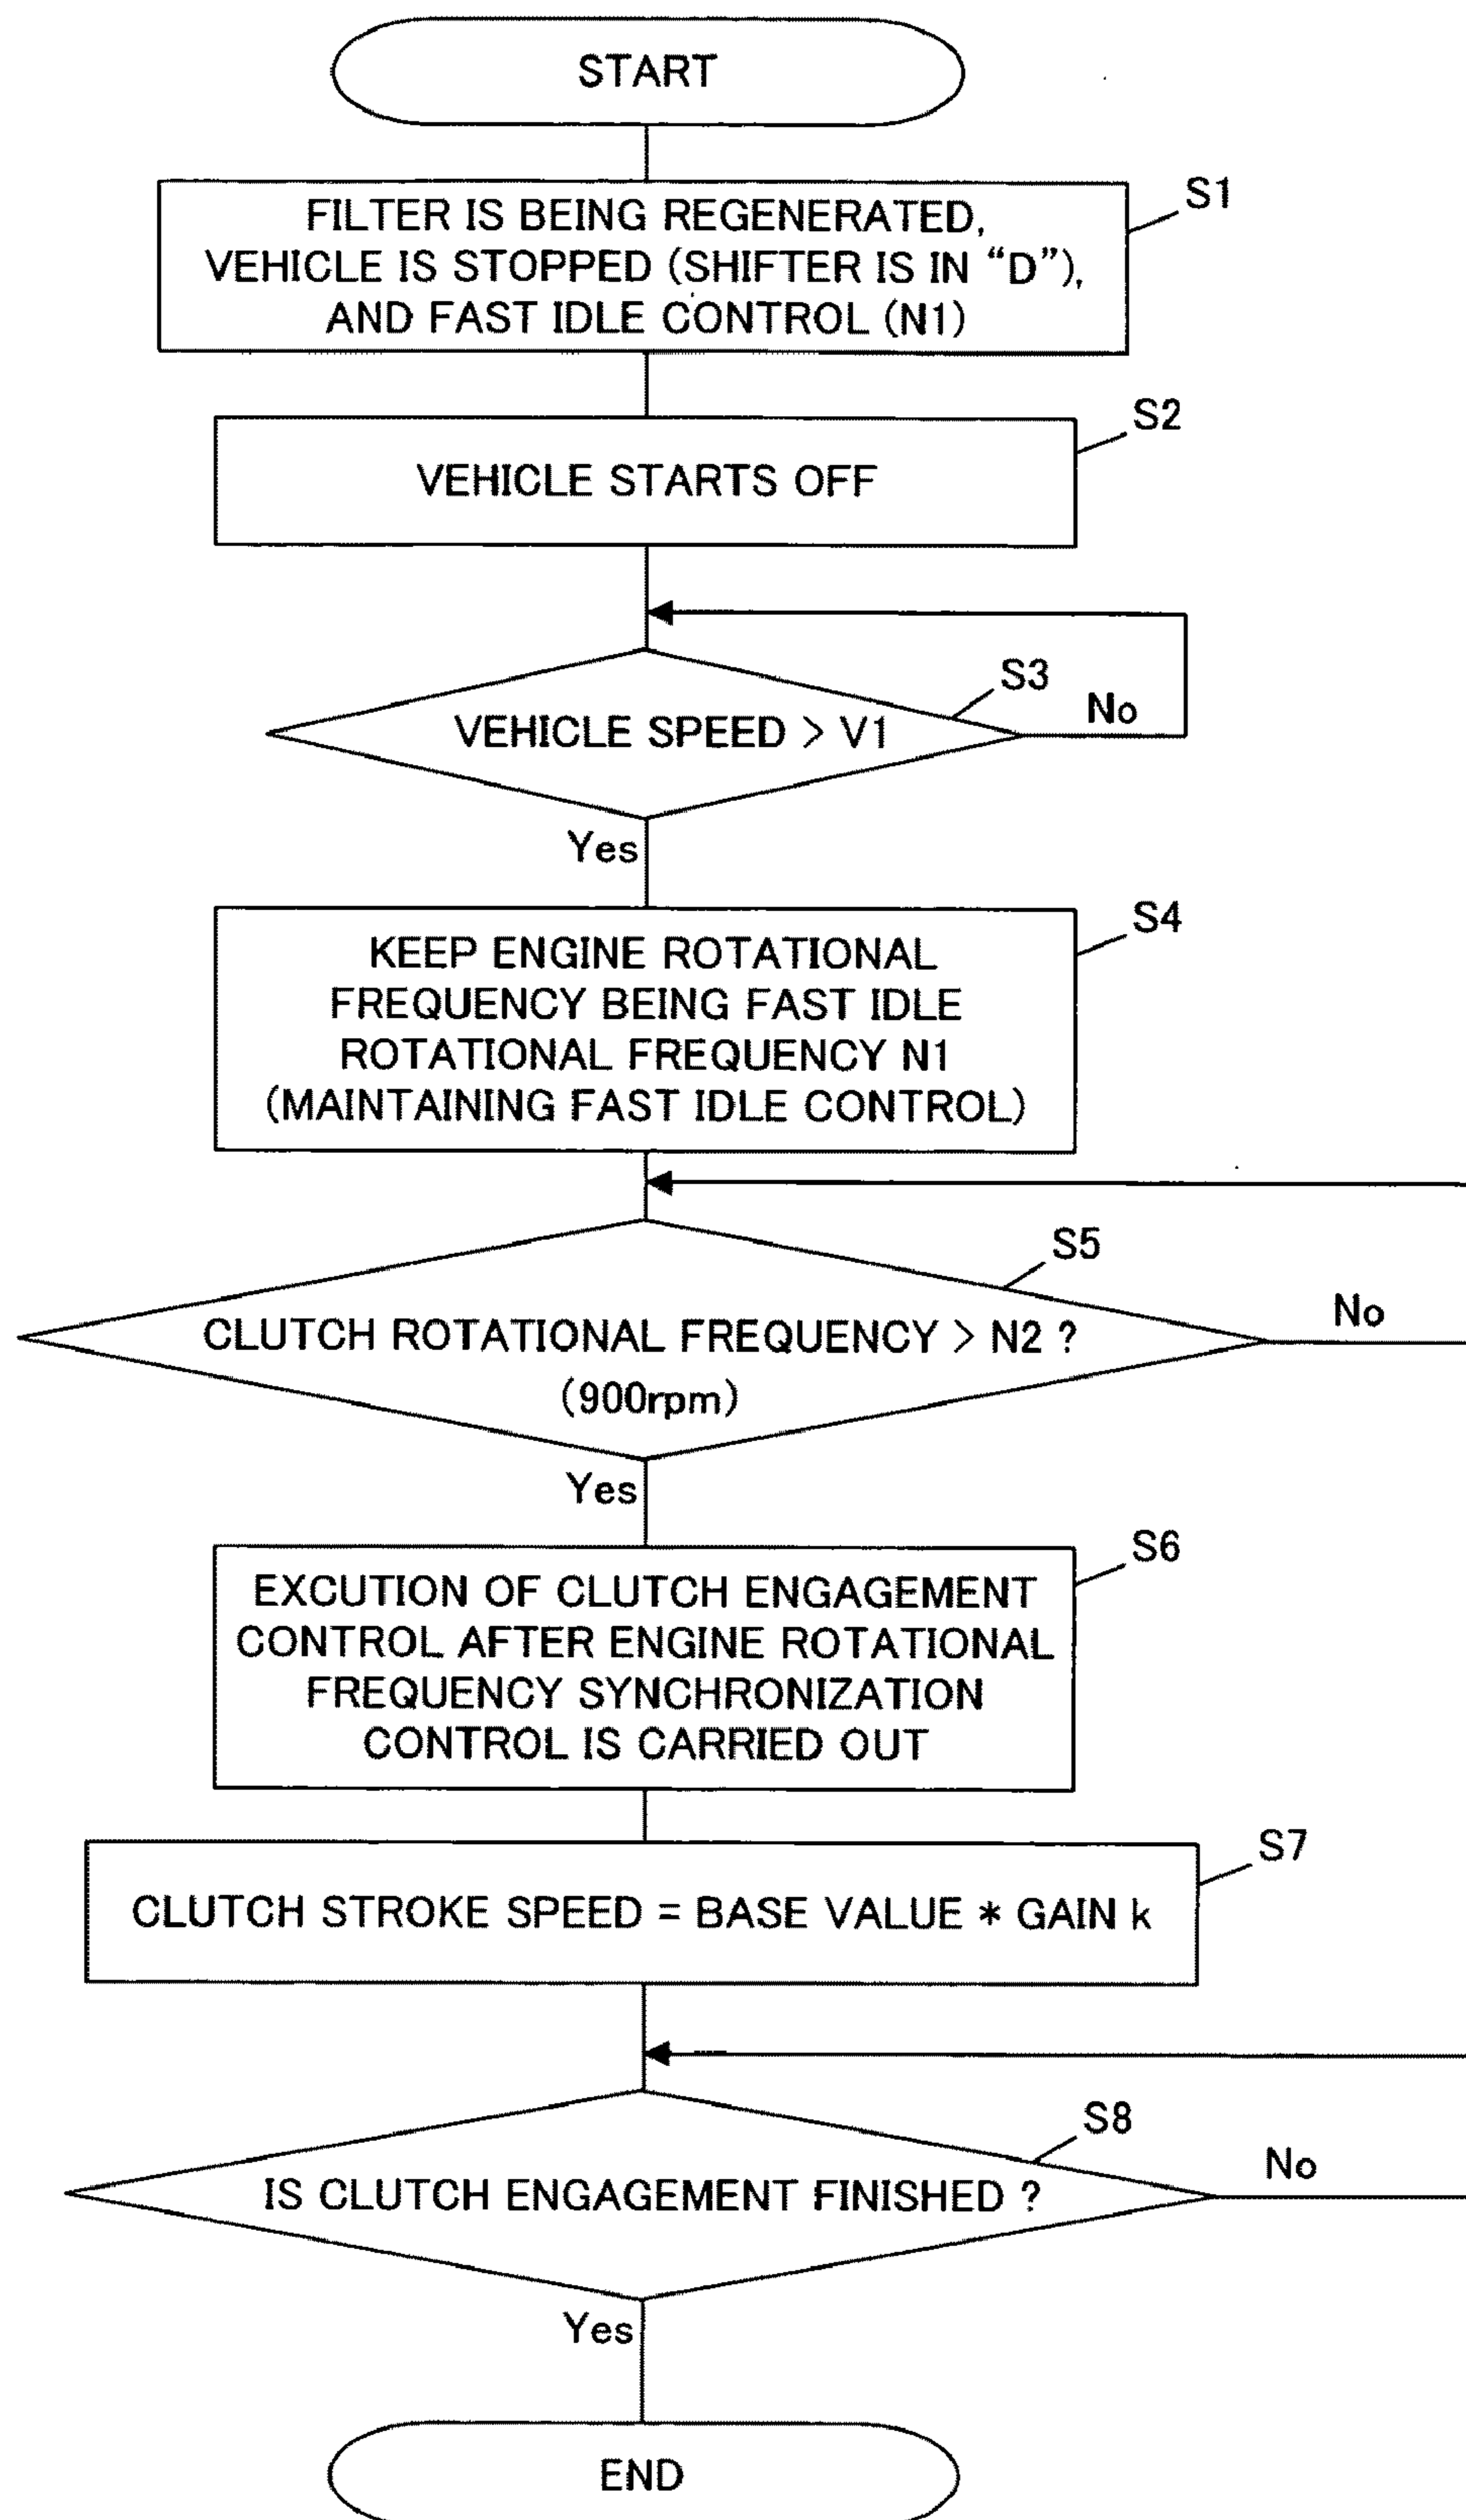 START
S1
FILTER IS BEING REGENERATED,
VEHICLE IS STOPPED (SHIFTER IS IN “D”),
AND FAST IDLE CONTROL (N1)
S2
VEHICLE STARTS OFF
S3
No
VEHICLE SPEED > V1
Yes
S4
KEEP ENGINE ROTATIONAL
FREQUENCY BEING FAST IDLE
ROTATIONAL FREQUENCY N1
(MAINTAINING FAST IDLE CONTROL)
S5
No
CLUTCH ROTATIONAL FREQUENCY > N2 ?
(900rpm)
Yes
S6
EXCUTION OF CLUTCH ENGAGEMENT
CONTROL AFTER ENGINE ROTATIONAL
FREQUENCY SYNCHRONIZATION
CONTROL IS CARRIED OUT
S7
CLUTCH STROKE SPEED = BASE VALUE * GAIN k
S8
No
IS CLUTCH ENGAGEMENT FINISHED ?
Yes
END